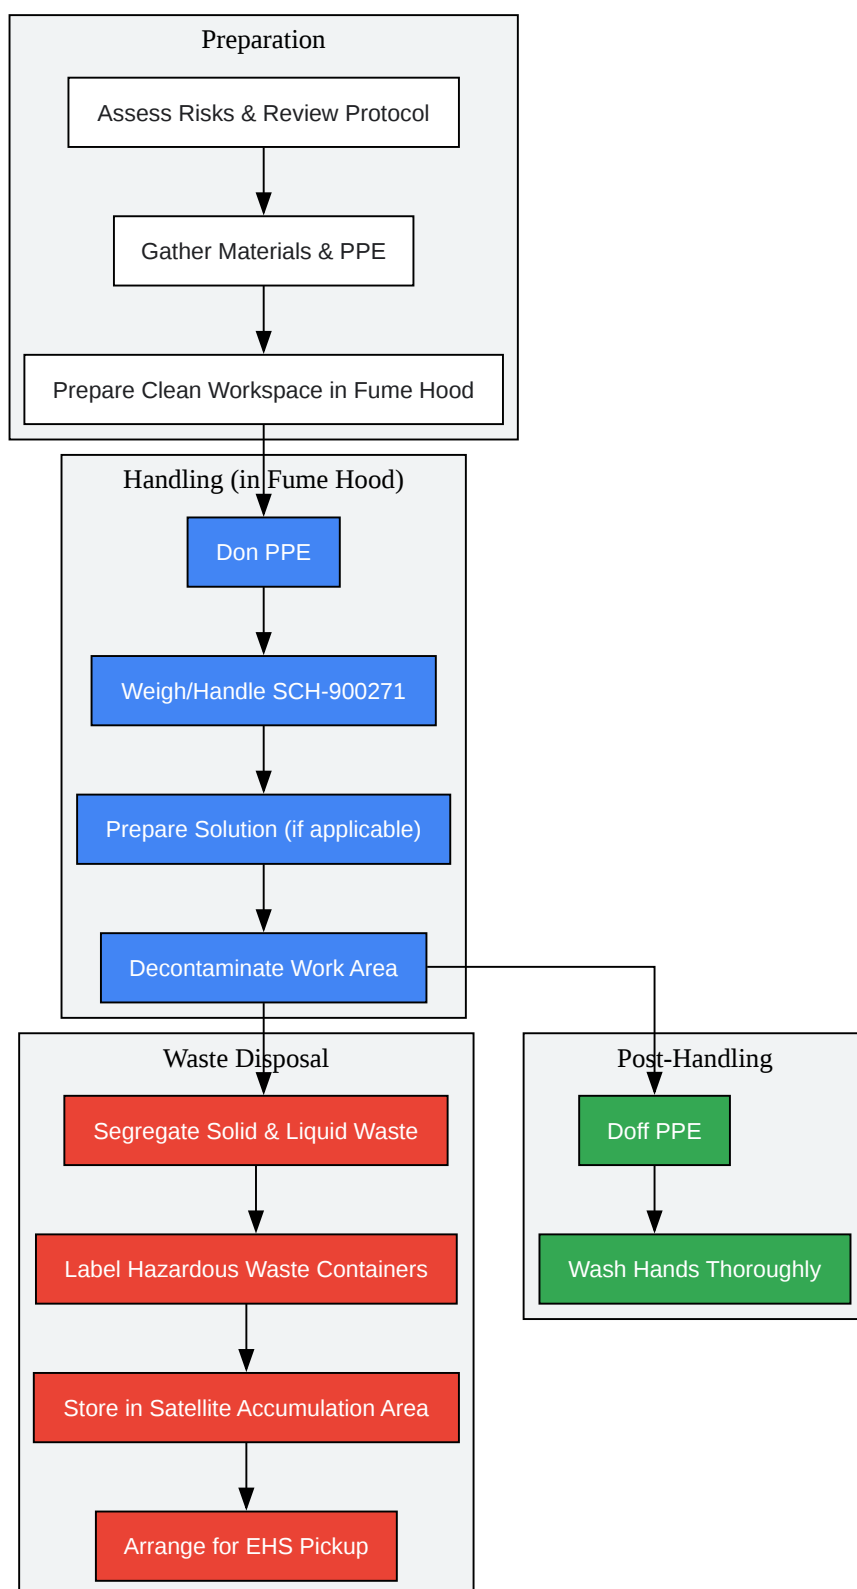 Preparation
Assess Risks & Review Protocol
Gather Materials & PPE
Prepare Clean Workspace in Fume Hood
Handling (in Fume Hood)
Don PPE
Weigh/Handle SCH-900271
Prepare Solution (if applicable)
Decontaminate Work Area
Waste Disposal
Segregate Solid & Liquid Waste
Label Hazardous Waste Containers
Store in Satellite Accumulation Area
Arrange for EHS Pickup
Post-Handling
Doff PPE
Wash Hands Thoroughly